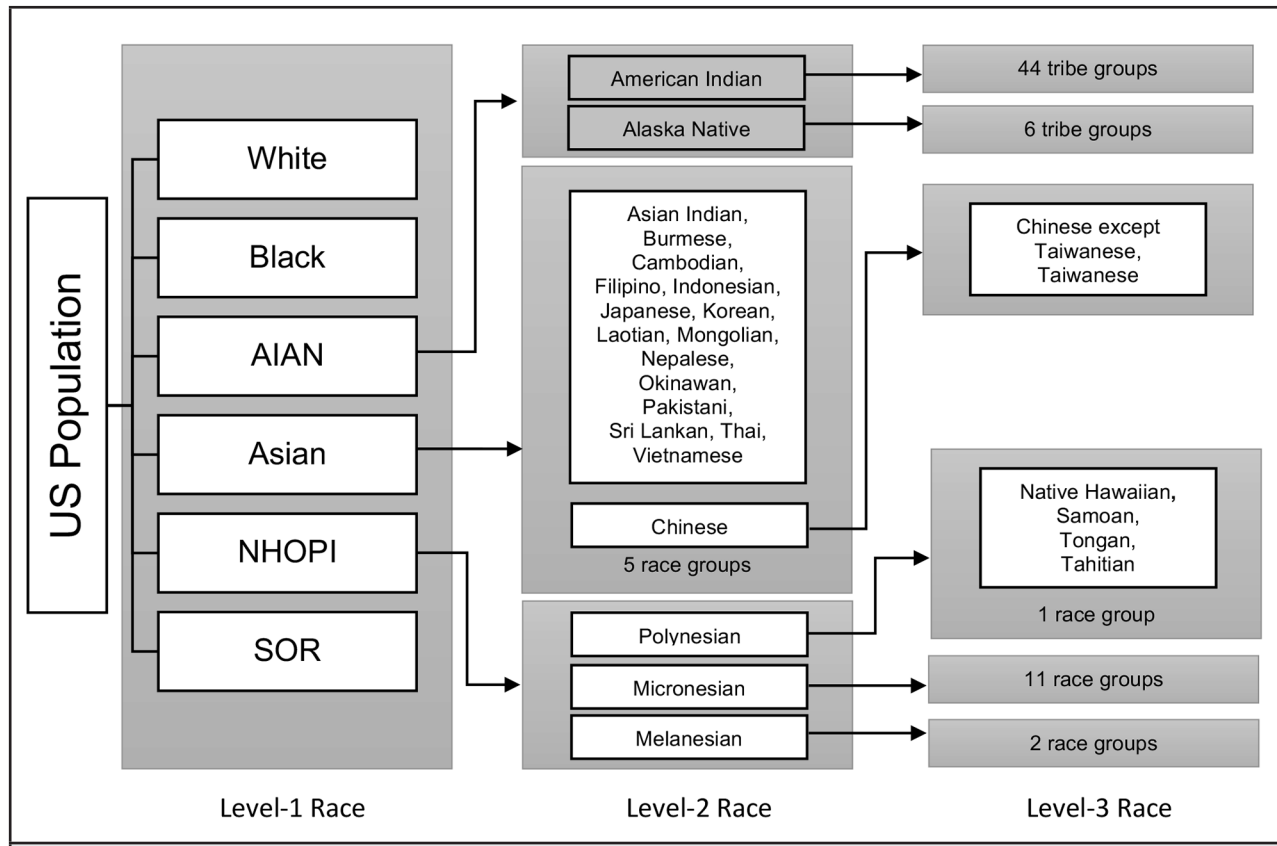 US Population
White
Black
AIAN
Asian
NHOPI
SOR
Level-1 Race
American Indian
Alaska Native
Asian Indian,
Burmese,
Cambodian,
Filipino, Indonesian,
Japanese, Korean,
Laotian, Mongolian,
Nepalese,
Okinawan,
Pakistani,
Sri Lankan, Thai,
Vietnamese
Chinese
5 race groups
Polynesian
Micronesian
Melanesian
Level-2 Race
44 tribe groups
6 tribe groups
Chinese except
Taiwanese,
Taiwanese
Native Hawaiian,
Samoan,
Tongan,
Tahitian
1 race group
11 race groups
2 race groups
Level-3 Race